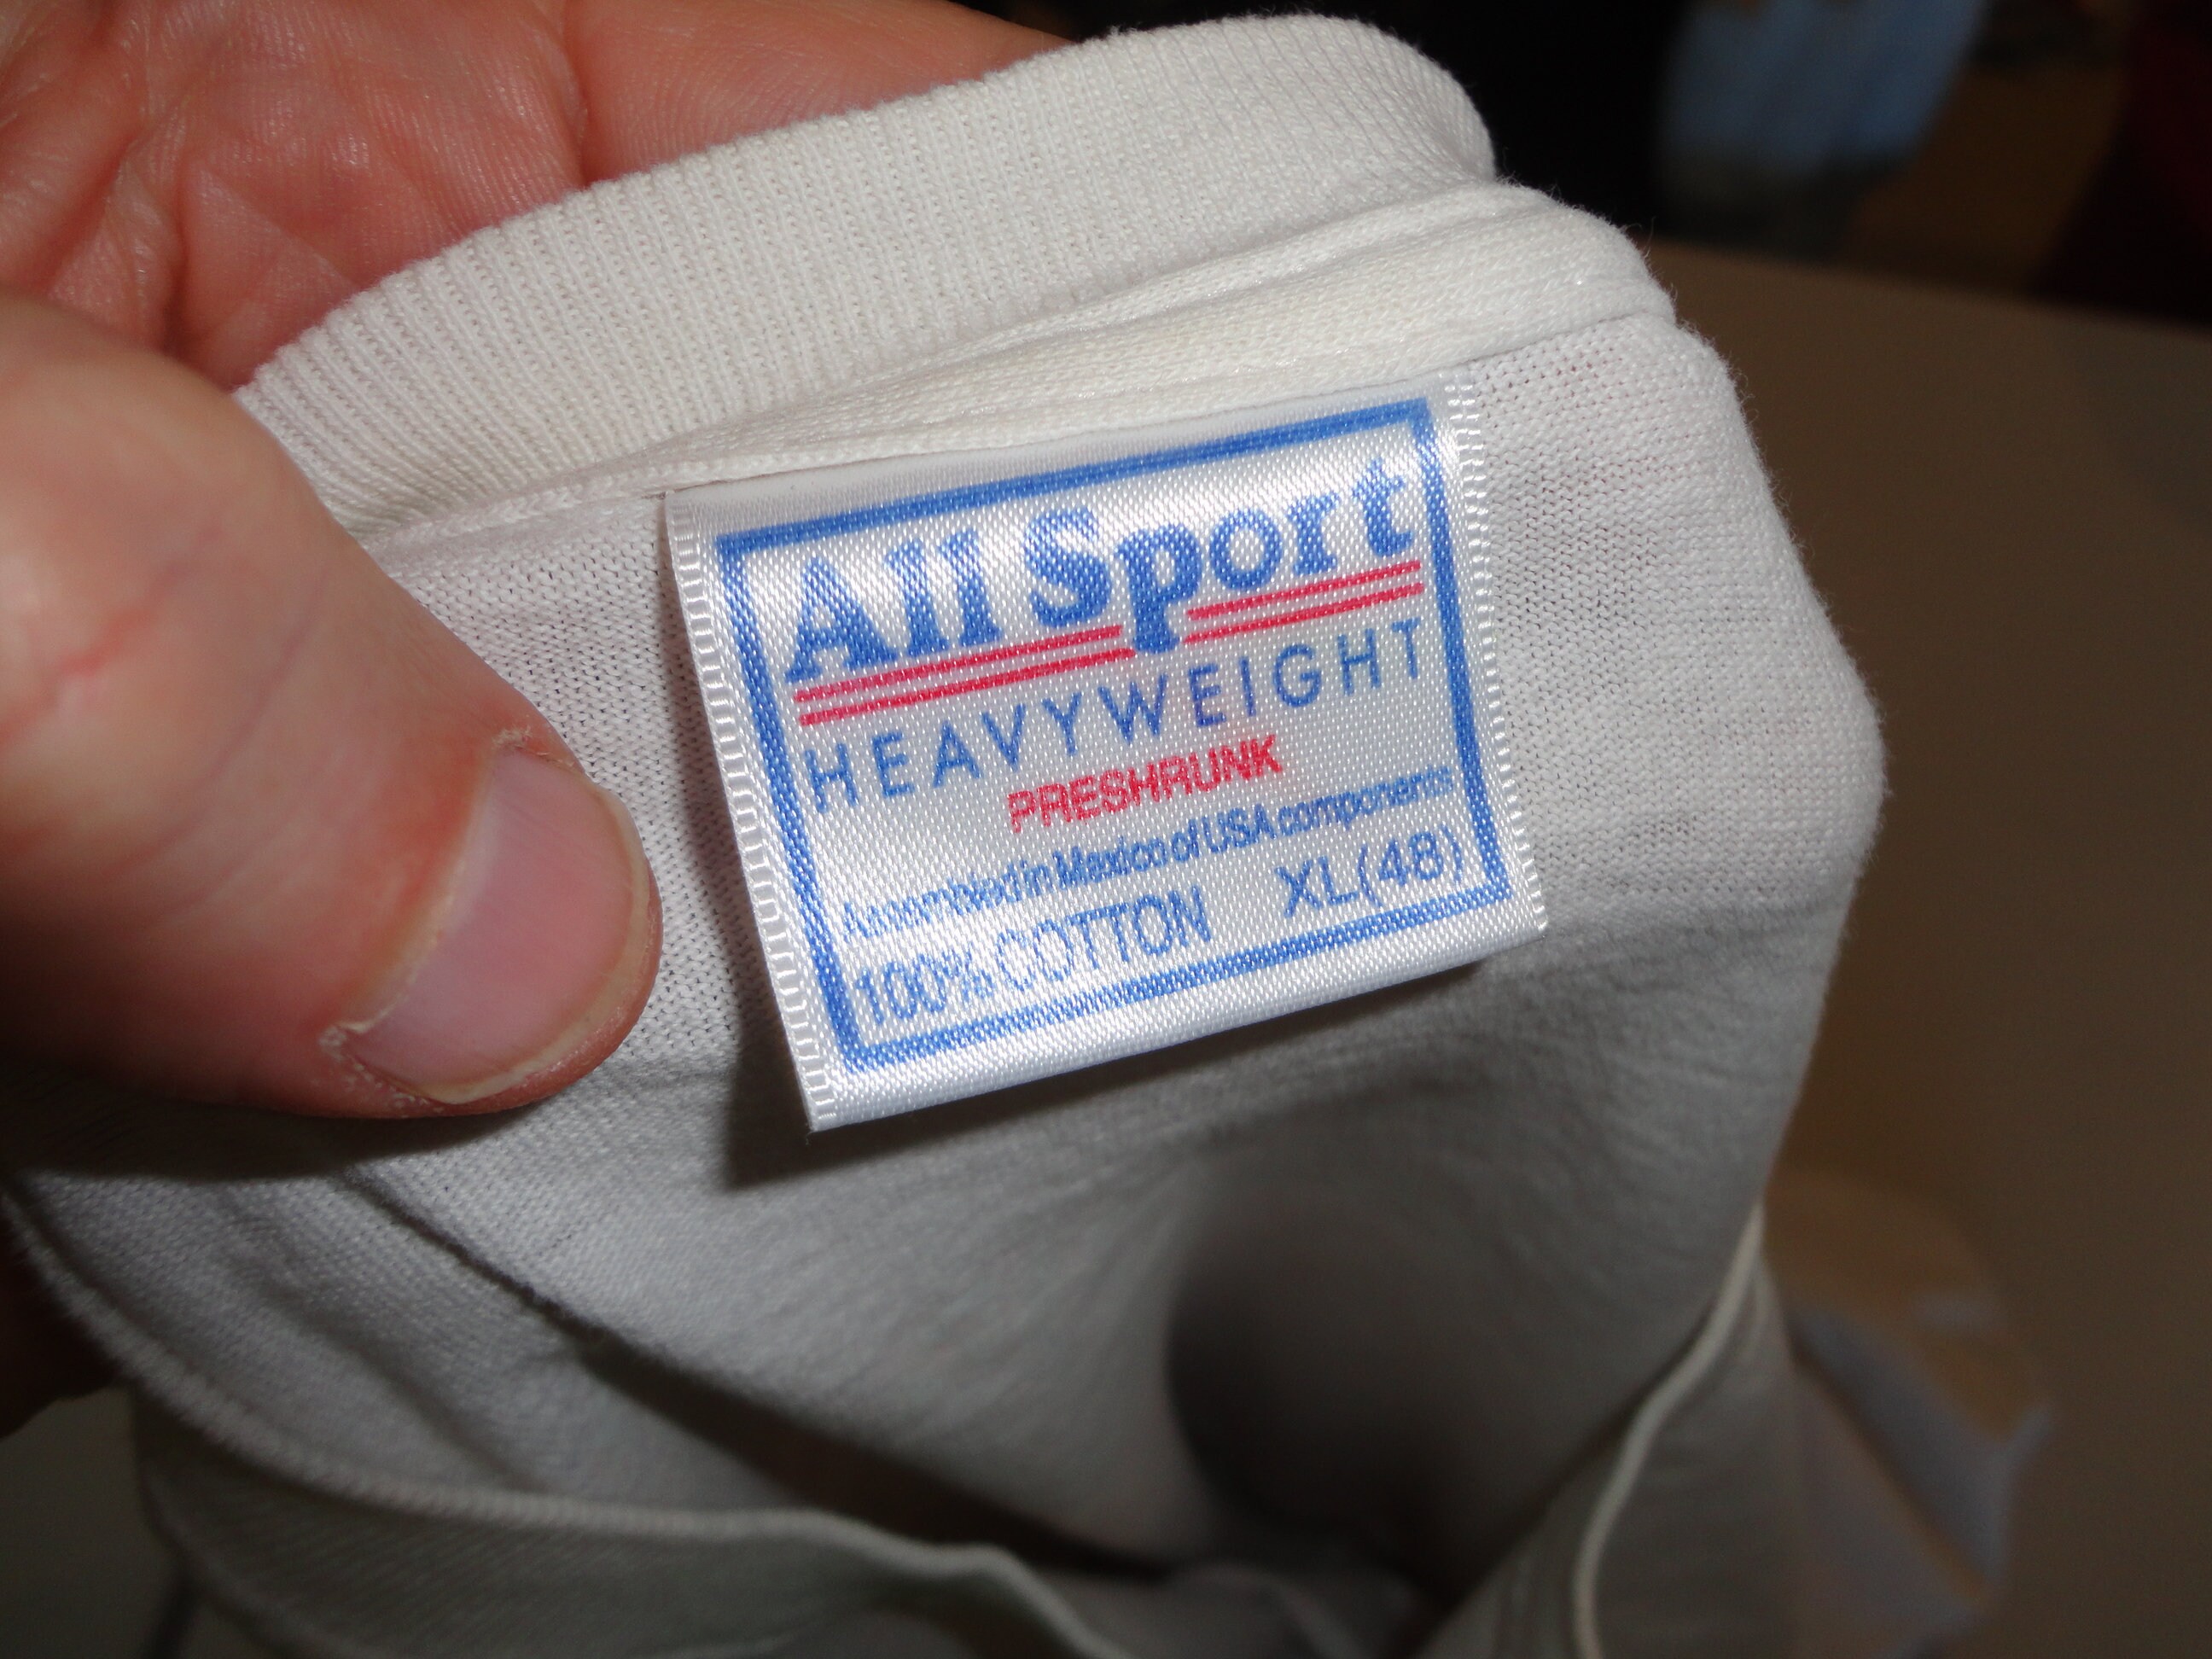 All Sport
HEAVYWEIGHT
PRESHRUNK
Assembled in Mexico of USA components
100% COTTON XL(48)